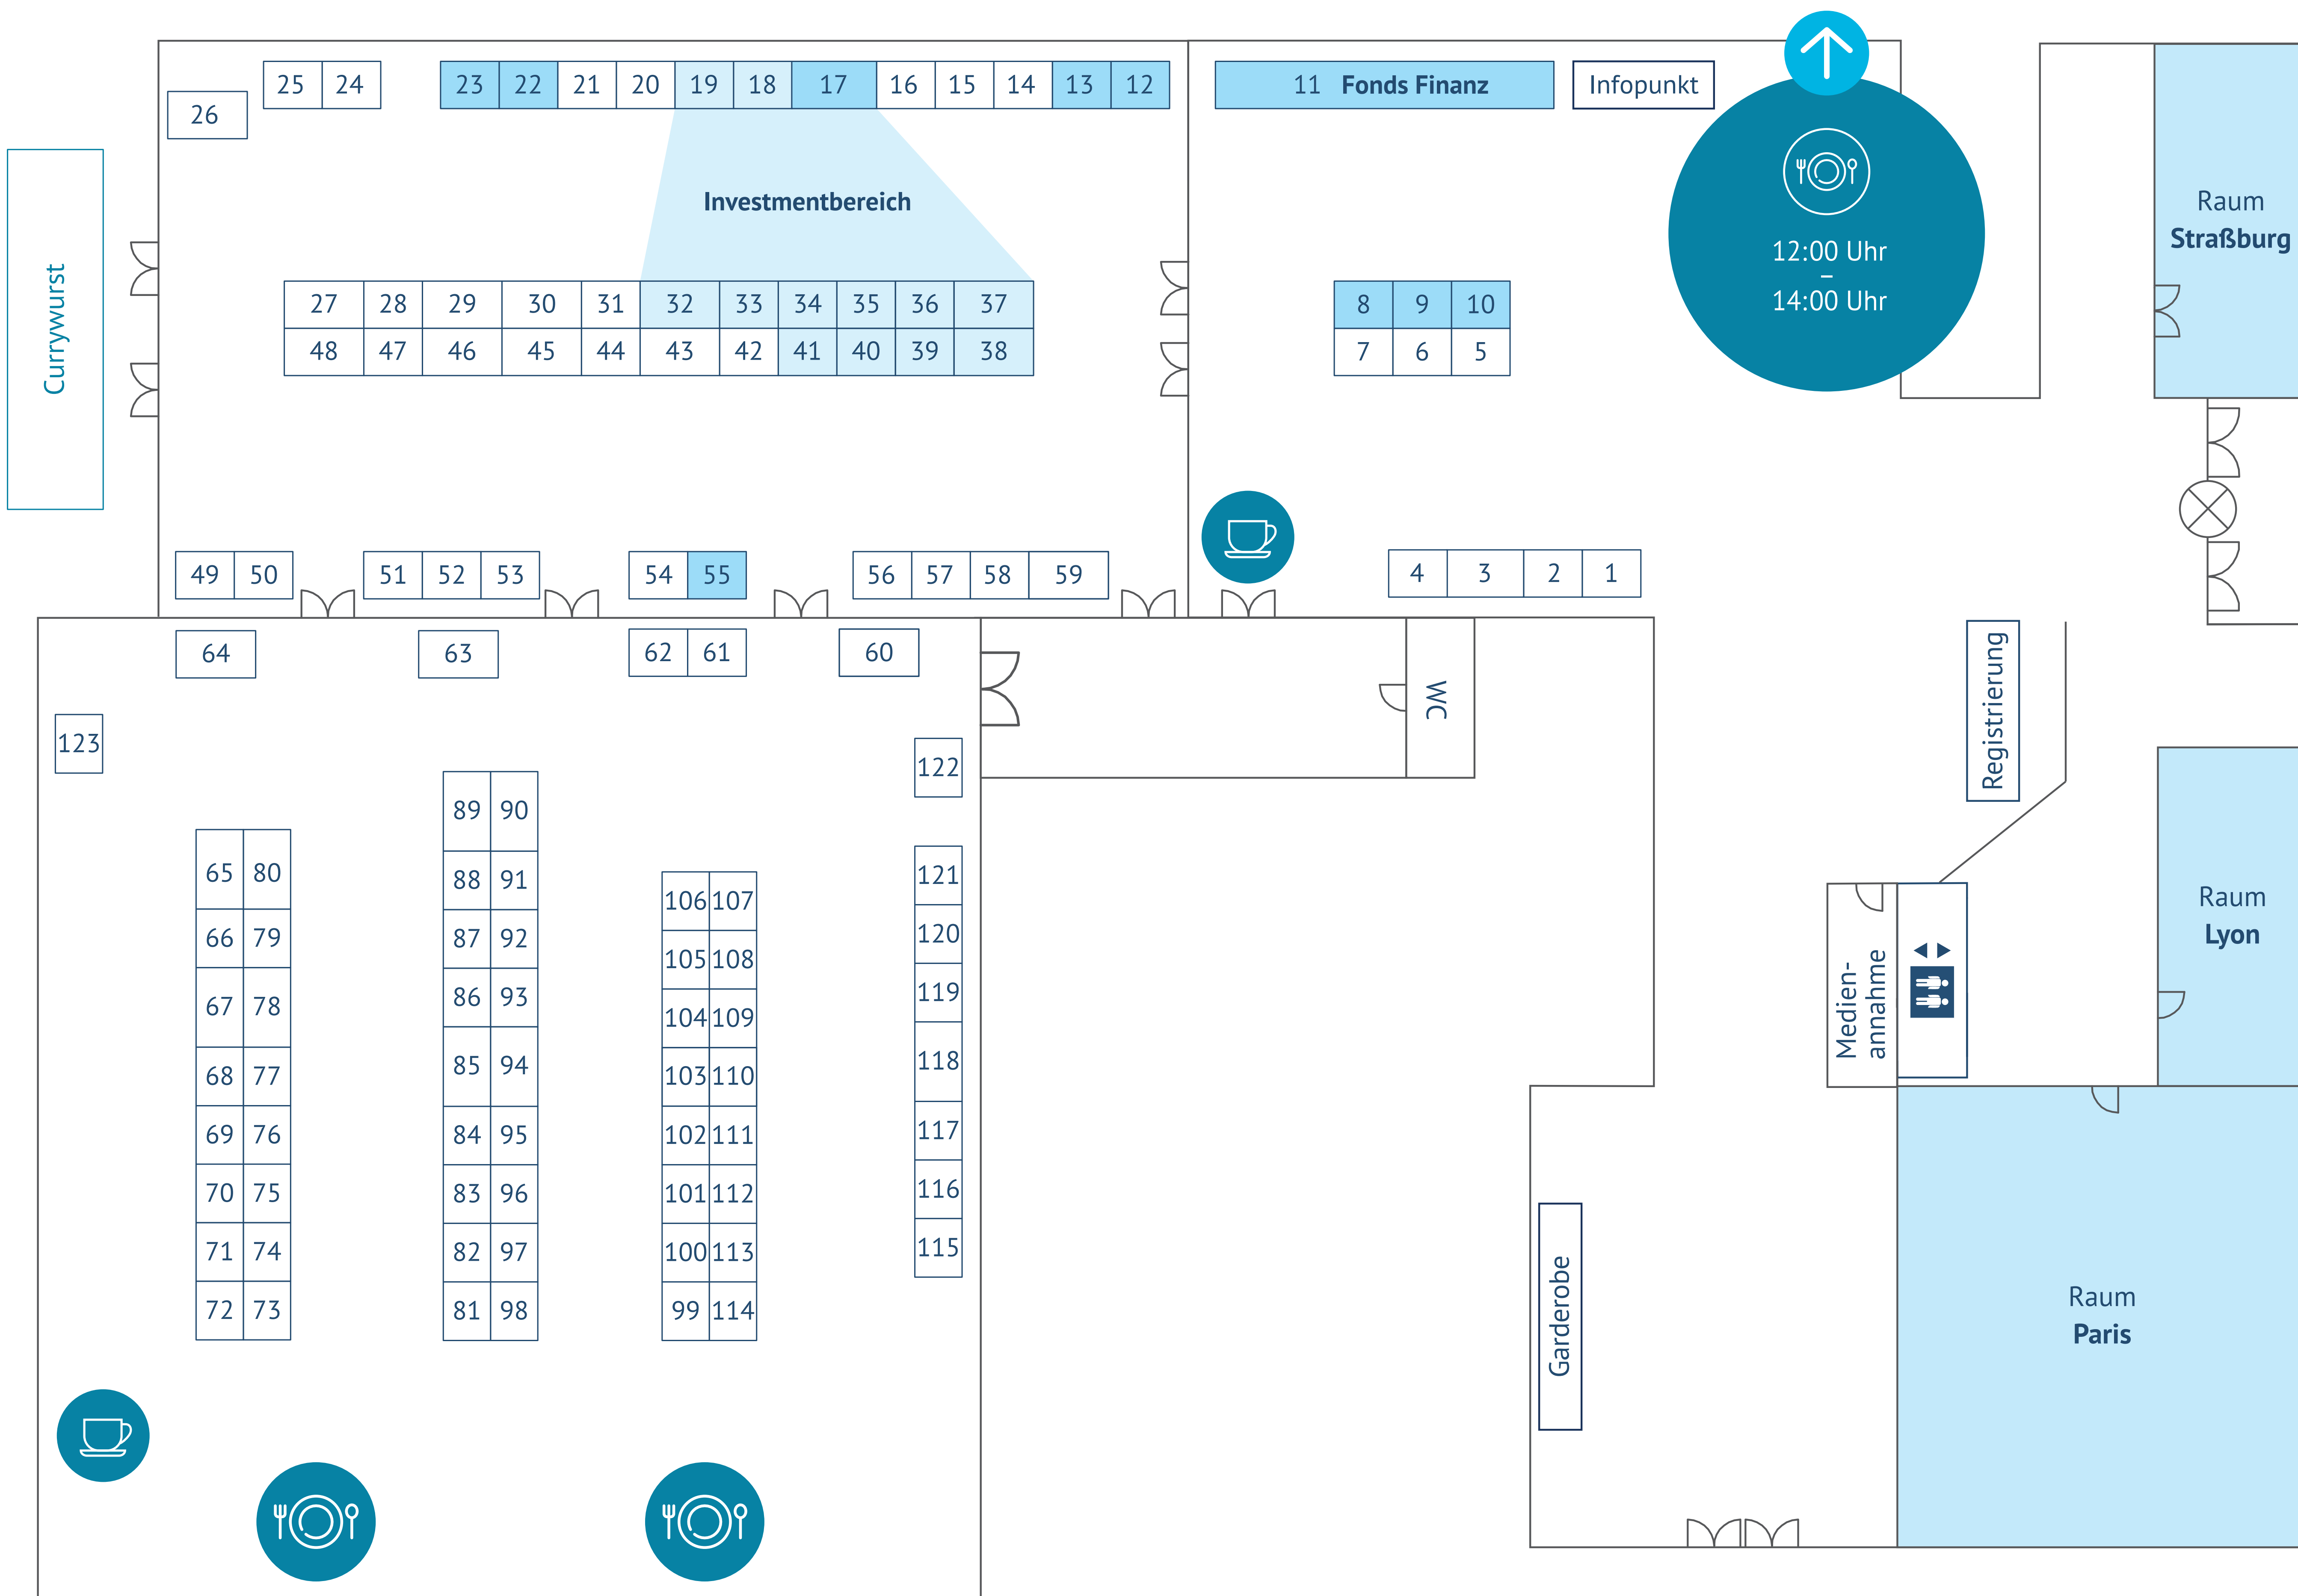 25 24
23 22 21 20 19 18 17 16 15 14 13 12
11 Fonds Finanz
Infopunkt
26
Currywurst
Investmentbereich
12:00 Uhr
–
14:00 Uhr
Raum
Straßburg
27 28 29 30 31 32 33 34 35 36 37
48 47 46 45 44 43 42 41 40 39 38
8 9 10
7 6 5
49 50
51 52 53
54 55
56 57 58 59
4 3 2 1
64
63
62 61
60
WC
Registrierung
123
122
65 80
66 79
67 78
68 77
69 76
70 75
71 74
72 73
89 90
88 91
87 92
86 93
85 94
84 95
83 96
82 97
81 98
106 107
105 108
104 109
103 110
102 111
101 112
100 113
99 114
121
120
119
118
117
116
115
Medien-
annahme
Raum
Lyon
Garderobe
Raum
Paris